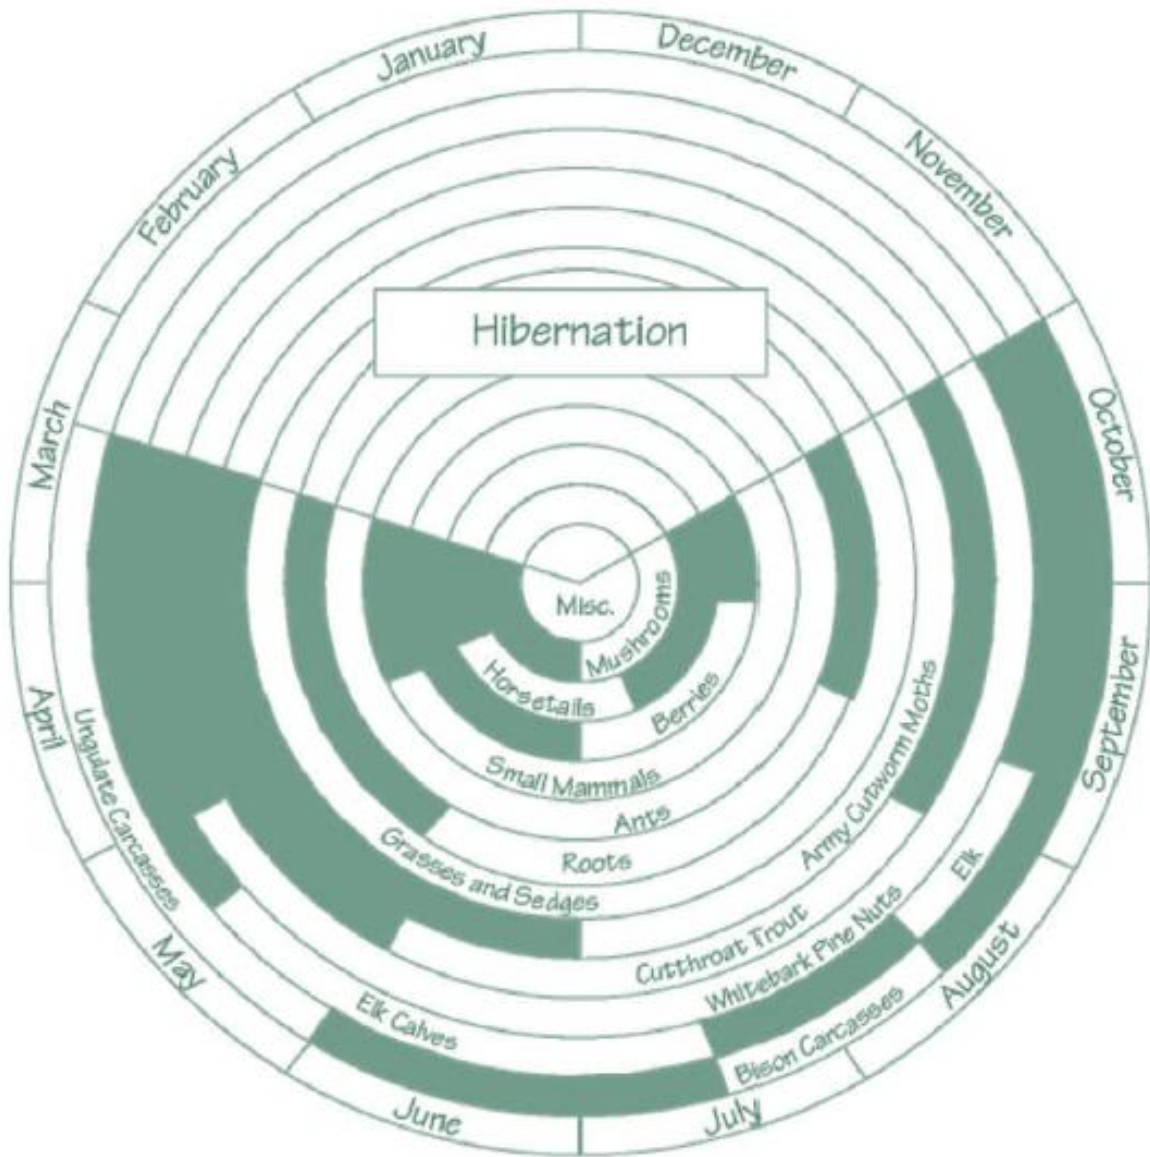 January
December
February
November
March
October
April
September
May
August
June
July
Hibernation
Misc.
Mushrooms
Horsetails
Berries
Small Mammals
Ants
Roots
Grasses and Sedges
Army Cutworm Moths
Cutthroat Trout
Whitebark Pine Nuts
Elk
Elk Calves
Ungulate Carcasses
Bison Carcasses